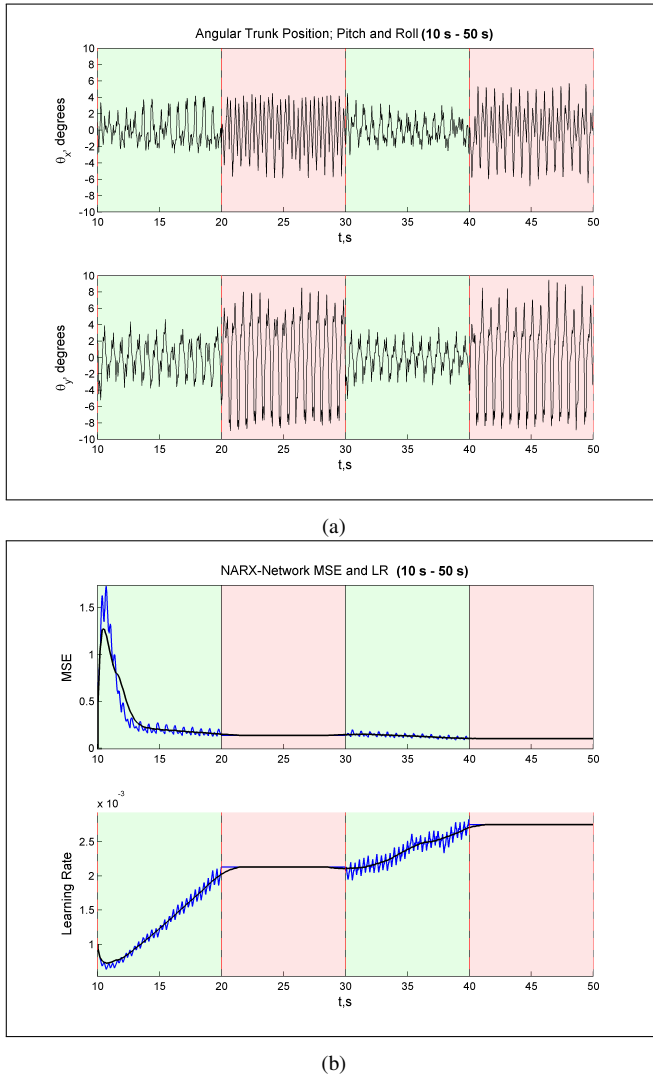 Angular Trunk Position; Pitch and Roll (10 s - 50 s)
10
8
6
4
2
0
-2
-4
-6
-8
-10
θx, degrees
10 15 20 25 30 35 40 45 50
t,s
10
8
6
4
2
0
-2
-4
-6
-8
-10
θy, degrees
10 15 20 25 30 35 40 45 50
t,s
(a)
NARX-Network MSE and LR (10 s - 50 s)
1.5
1
0.5
0
MSE
10 15 20 25 30 35 40 45 50
x 10-3
2.5
2
1.5
1
Learning Rate
10 15 20 25 30 35 40 45 50
t,s
(b)